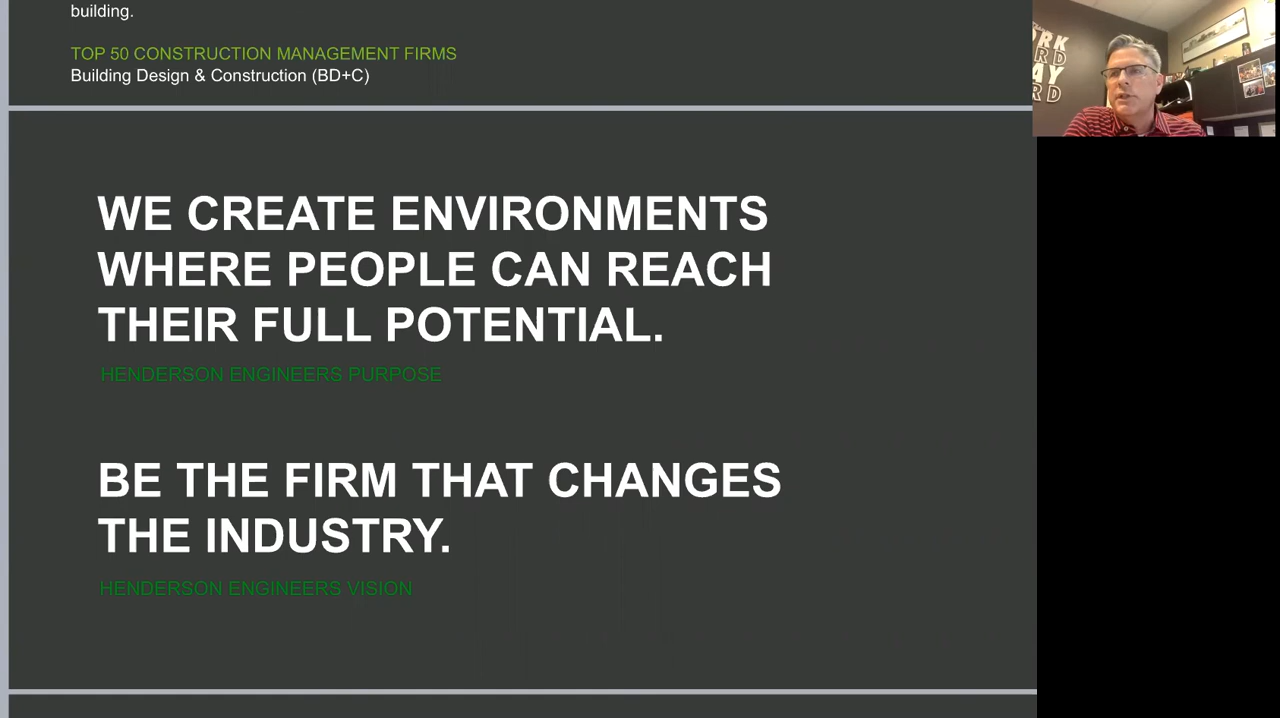 building.
TOP 50 CONSTRUCTION MANAGEMENT FIRMS
Building Design & Construction (BD+C)
WE CREATE ENVIRONMENTS
WHERE PEOPLE CAN REACH
THEIR FULL POTENTIAL.
HENDERSON ENGINEERS PURPOSE
BE THE FIRM THAT CHANGES
THE INDUSTRY.
HENDERSON ENGINEERS VISION